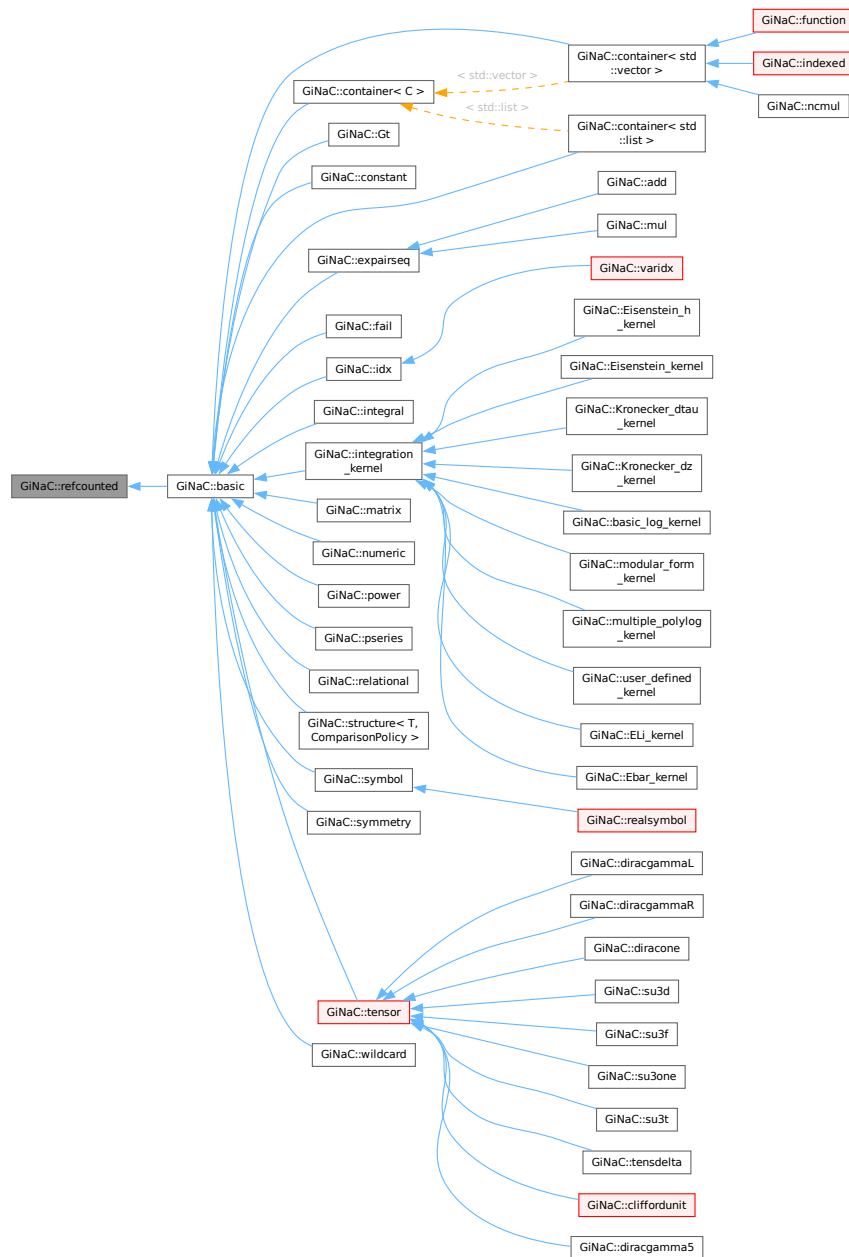 GiNaC::function
GiNaC::container< std
::vector >
GiNaC::indexed
< std::vector >
GiNaC::container< C >
GiNaC::ncmul
< std::list >
GiNaC::container< std
::list >
GiNaC::Gt
GiNaC::constant
GiNaC::add
GiNaC::mul
GiNaC::expairseq
GiNaC::varidx
GiNaC::Eisenstein_h
_kernel
GiNaC::fail
GiNaC::idx
GiNaC::Eisenstein_kernel
GiNaC::integral
GiNaC::Kronecker_dtau
_kernel
GiNaC::integration
_kernel
GiNaC::Kronecker_dz
_kernel
GiNaC::refcounted
GiNaC::basic
GiNaC::matrix
GiNaC::basic_log_kernel
GiNaC::numeric
GiNaC::modular_form
_kernel
GiNaC::power
GiNaC::multiple_polylog
_kernel
GiNaC::pseries
GiNaC::relational
GiNaC::user_defined
_kernel
GiNaC::structure< T,
ComparisonPolicy >
GiNaC::ELi_kernel
GiNaC::symbol
GiNaC::Ebar_kernel
GiNaC::symmetry
GiNaC::realsymbol
GiNaC::diracgammaL
GiNaC::diracgammaR
GiNaC::diracone
GiNaC::su3d
GiNaC::tensor
GiNaC::su3f
GiNaC::wildcard
GiNaC::su3one
GiNaC::su3t
GiNaC::tensdelta
GiNaC::cliffordunit
GiNaC::diracgamma5